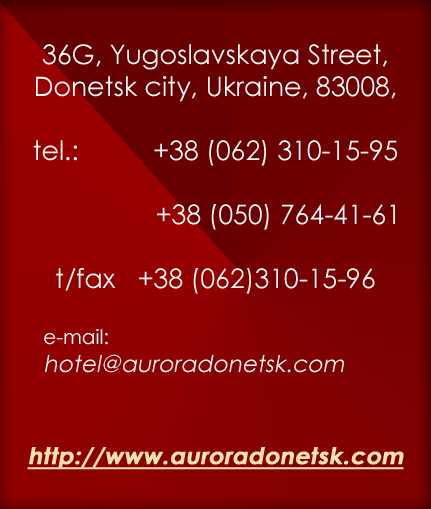 36G, Yugoslavskaya Street,
Donetsk city, Ukraine, 83008,
tel.: +38 (062) 310-15-95
+38 (050) 764-41-61
t/fax +38 (062)310-15-96
e-mail:
hotel@auroradonetsk.com
http://www.auroradonetsk.com